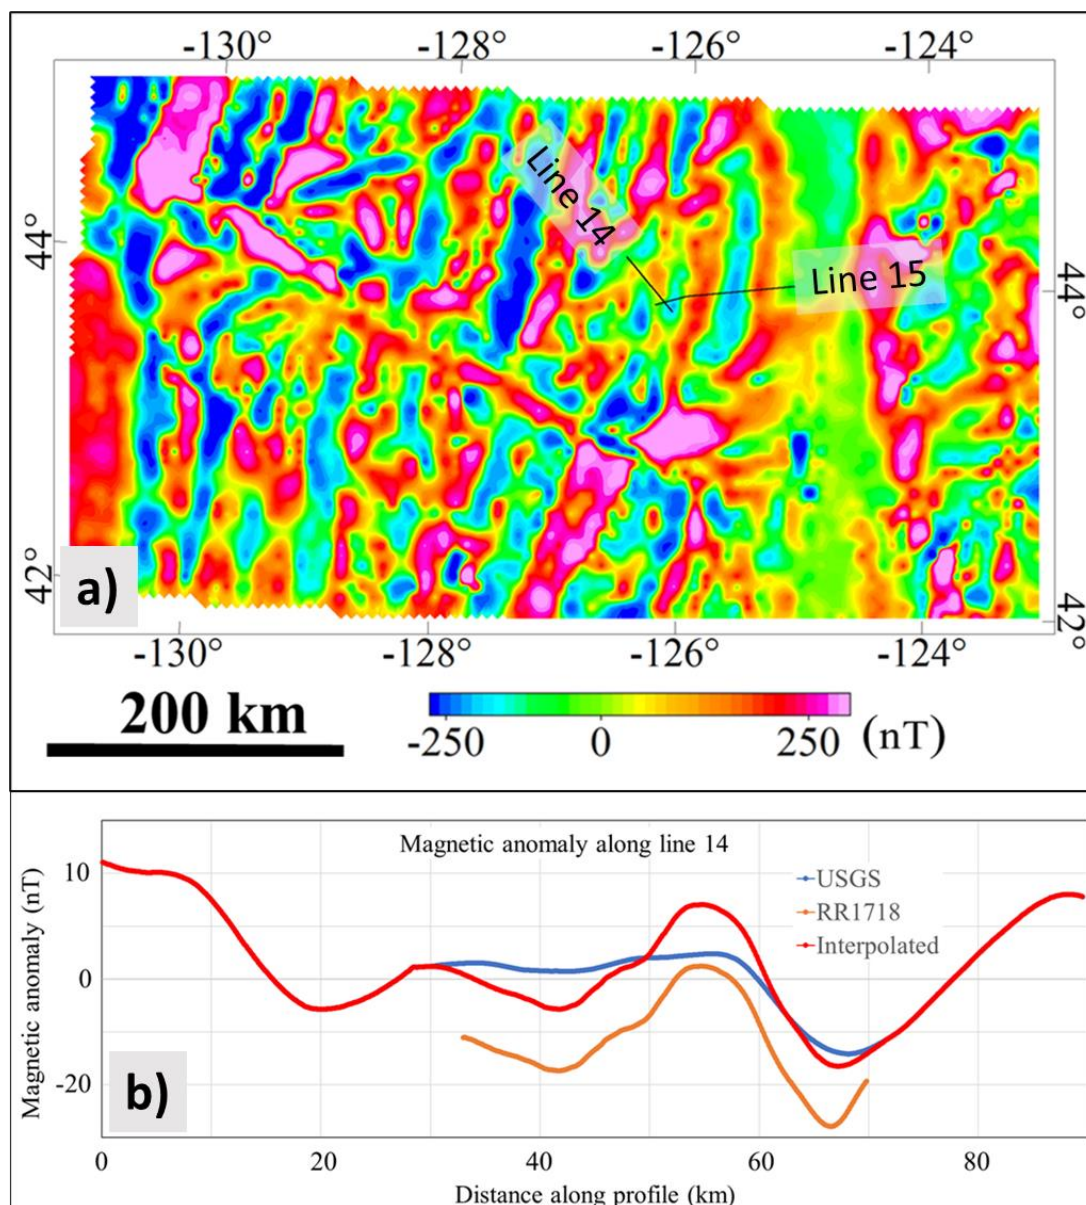 -130° -128° -126° -124°
Line 14
44°
Line 15
44°
42°
a)
42°
-130° -128° -126° -124°
200 km
-250 0 250 (nT)
Magnetic anomaly along line 14
10
USGS
RR1718
Interpolated
0
Magnetic anomaly (nT)
-20
b)
0 20 40 60 80
Distance along profile (km)